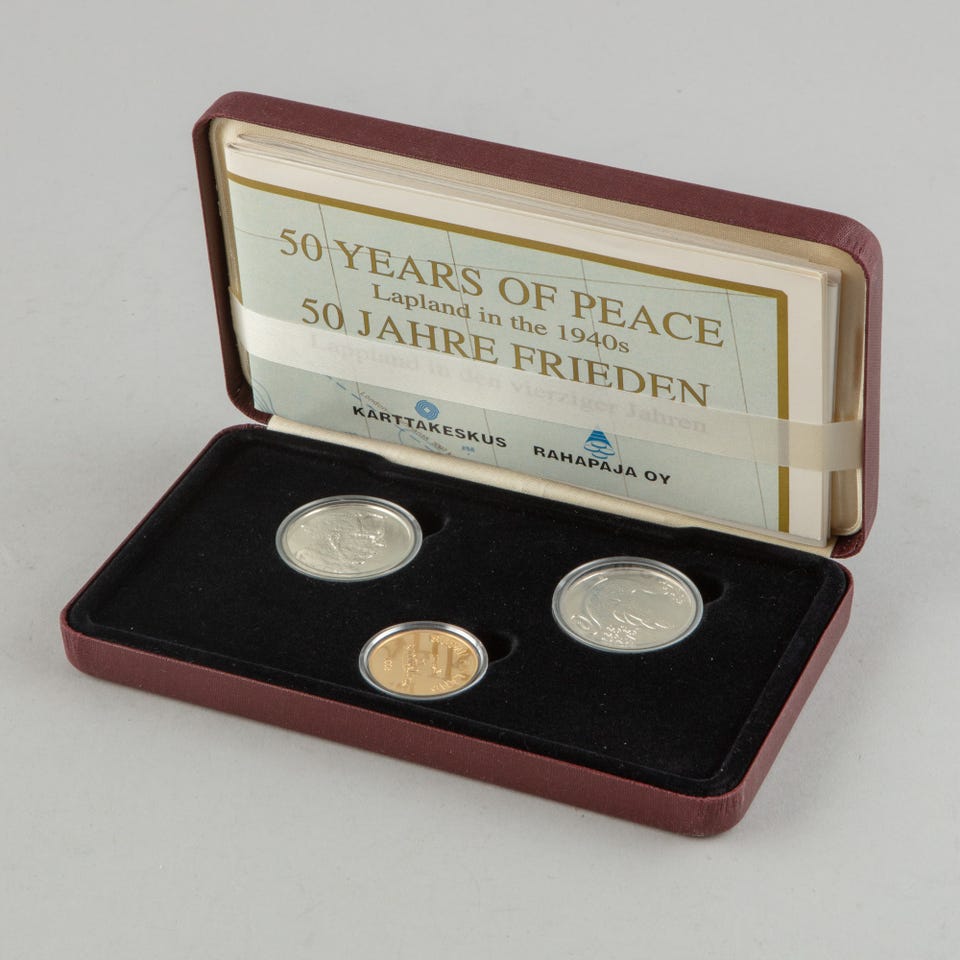 50 YEARS OF PEACE
Lapland in the 1940s
50 JAHRE FRIEDEN
Lappland in den vierziger Jahren
KARTTAKESKUS
RAHAPAJA OY